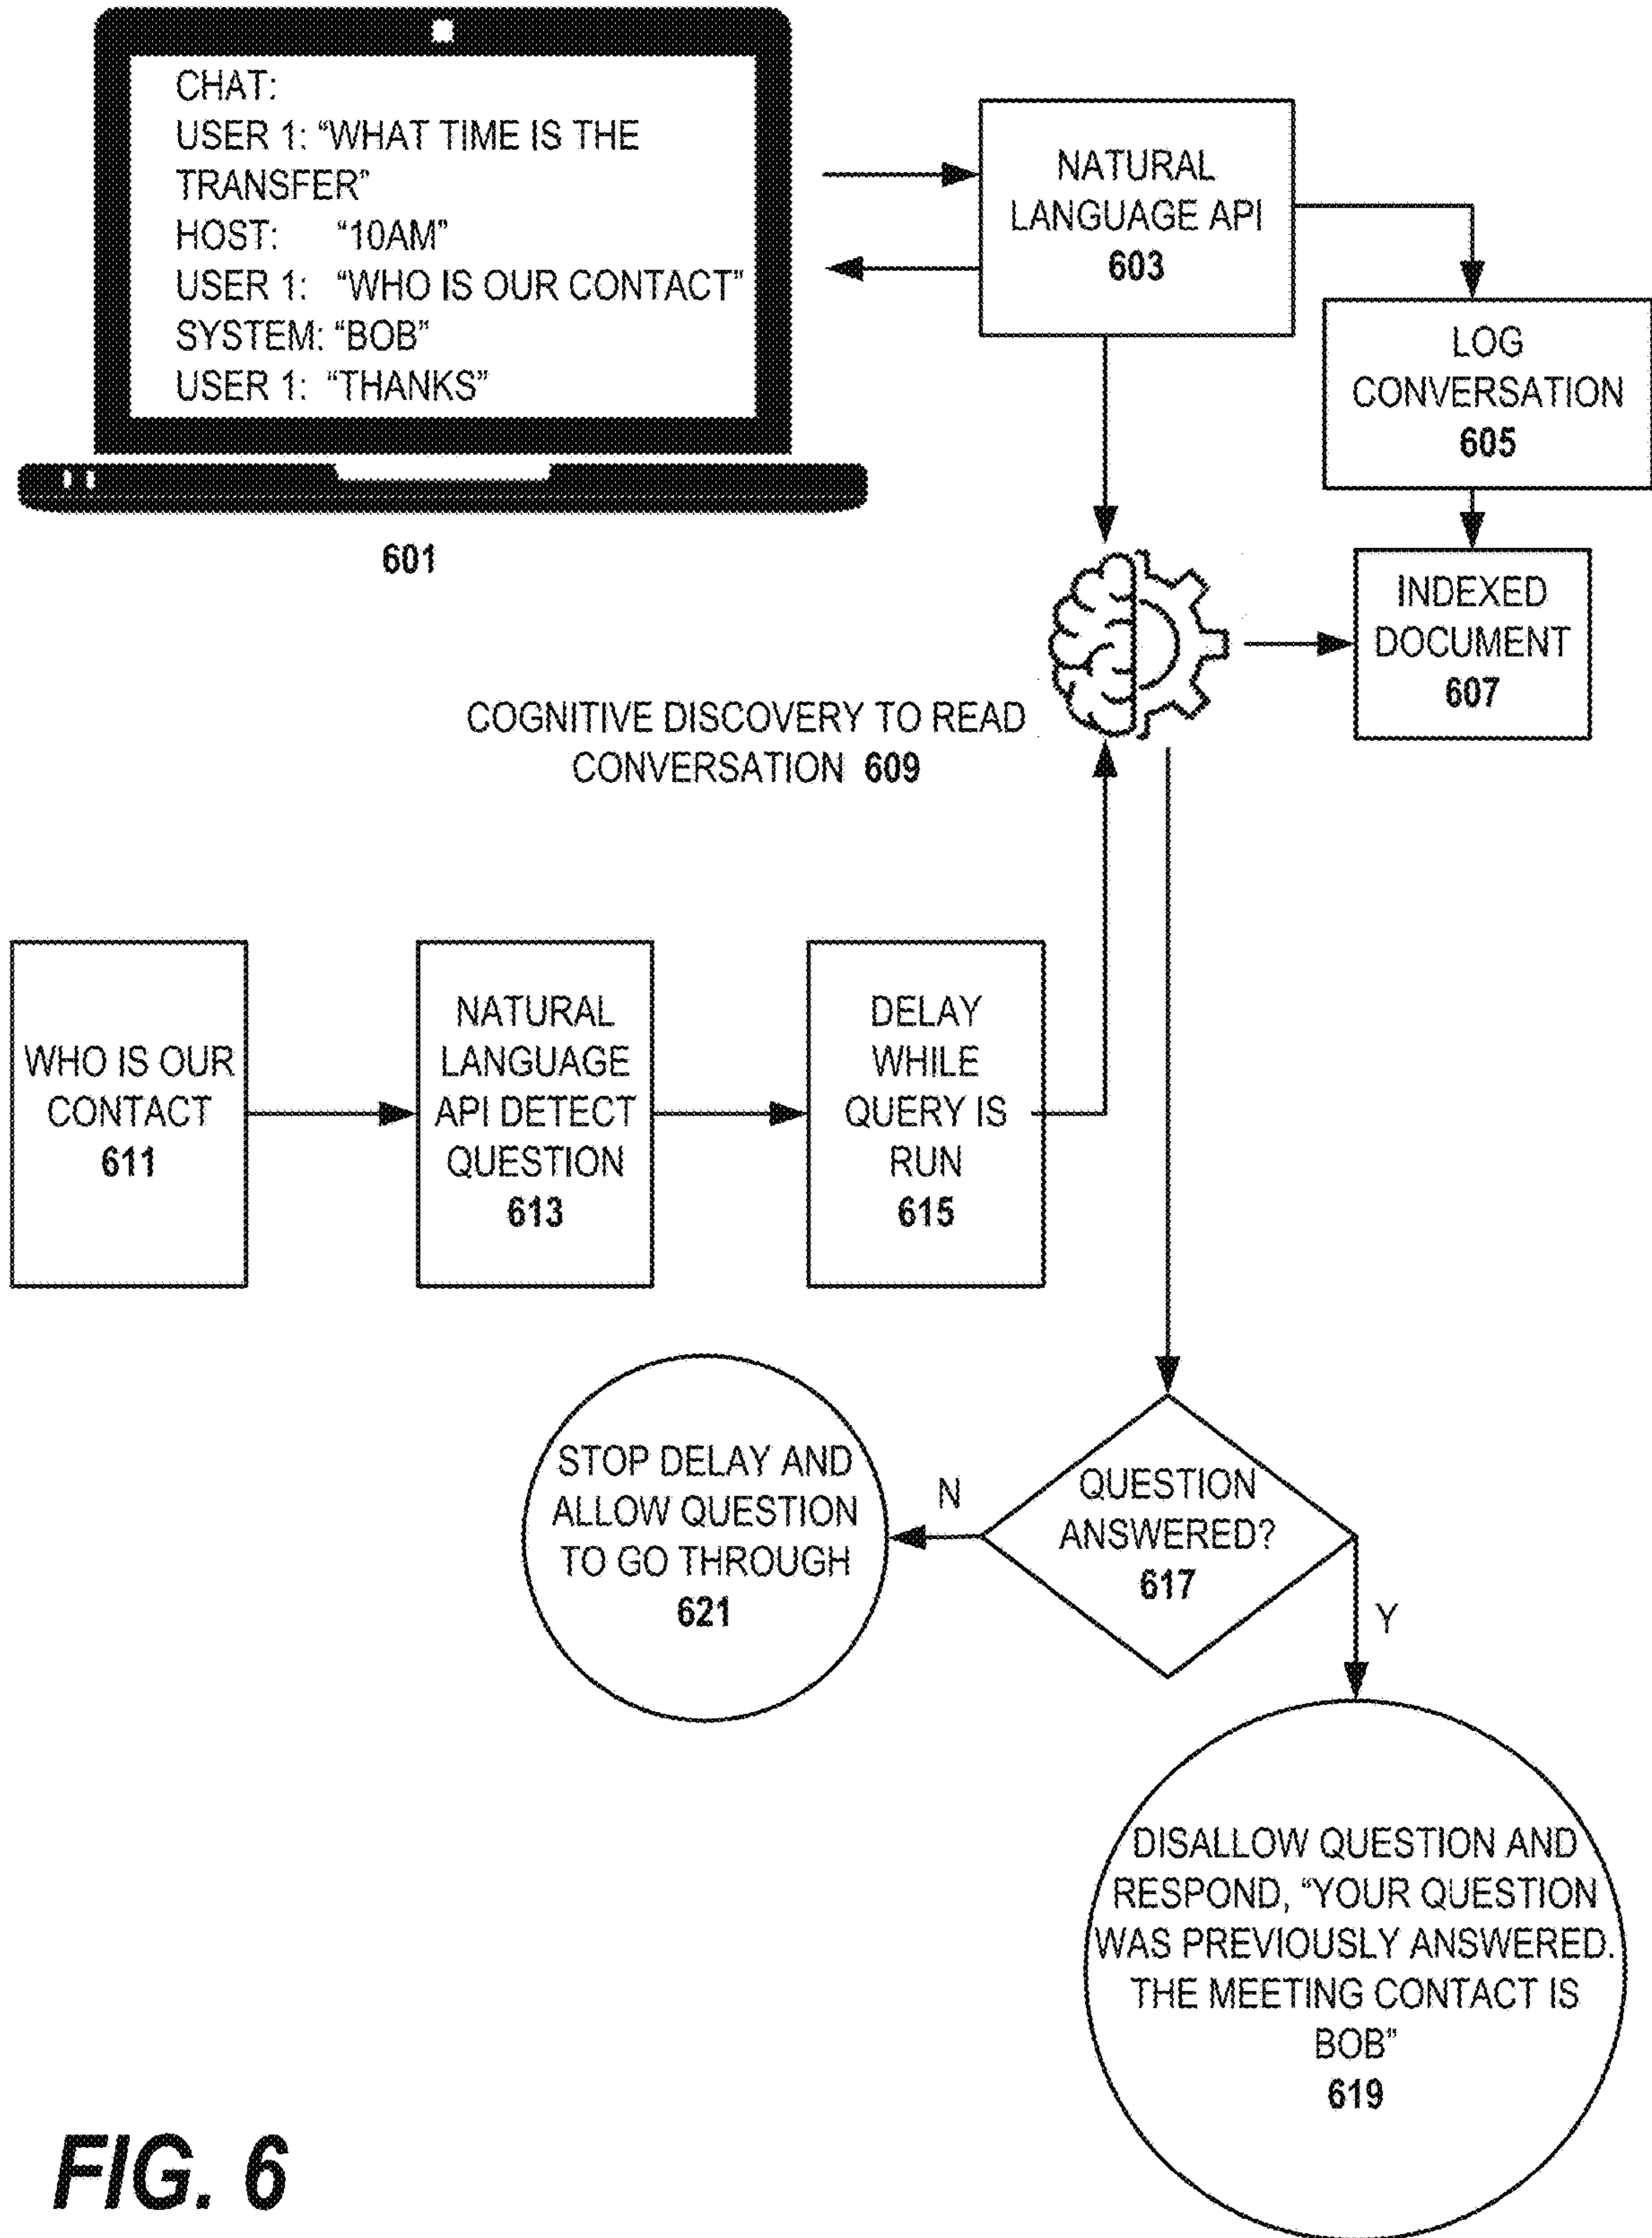 CHAT:
USER 1: “WHAT TIME IS THE
TRANSFER”
HOST: “10AM”
USER 1: “WHO IS OUR CONTACT”
SYSTEM: “BOB”
USER 1: “THANKS”
601
NATURAL
LANGUAGE API
603
LOG
CONVERSATION
605
INDEXED
DOCUMENT
607
COGNITIVE DISCOVERY TO READ
CONVERSATION 609
WHO IS OUR
CONTACT
611
NATURAL
LANGUAGE
API DETECT
QUESTION
613
DELAY
WHILE
QUERY IS
RUN
615
STOP DELAY AND
ALLOW QUESTION
TO GO THROUGH
621
N
QUESTION
ANSWERED?
617
Y
DISALLOW QUESTION AND
RESPOND, “YOUR QUESTION
WAS PREVIOUSLY ANSWERED.
THE MEETING CONTACT IS
BOB”
619
FIG. 6